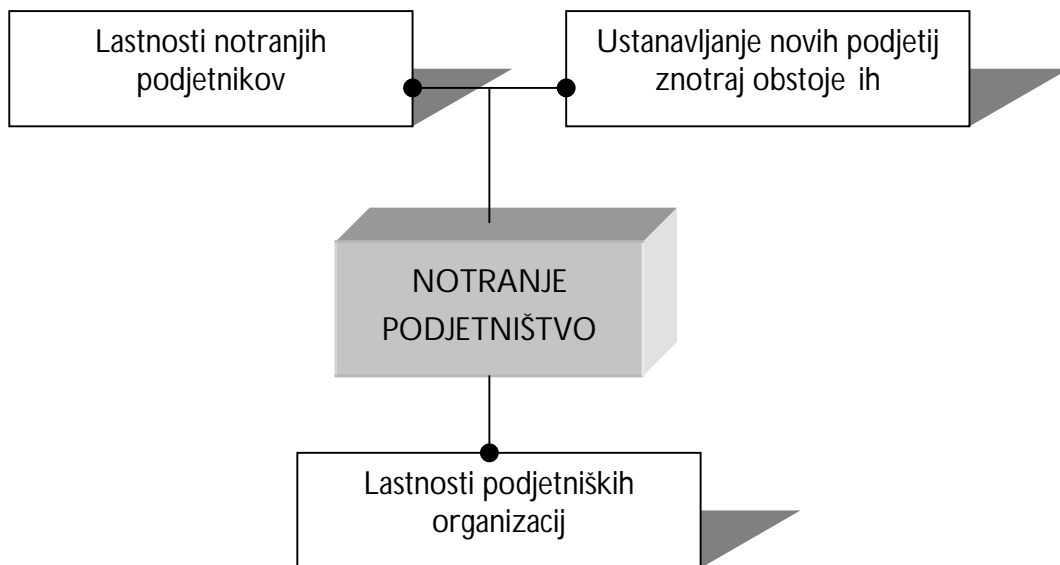 Lastnosti notranjih
podjetnikov
Ustanavljanje novih podjetij
znotraj obstoje ih
NOTRANJE
PODJETNIŠTVO
Lastnosti podjetniških
organizacij